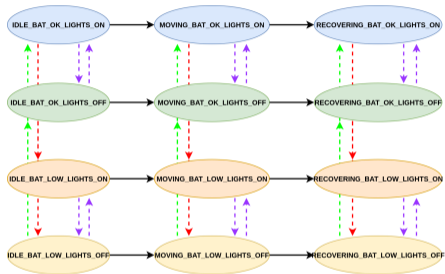 IDLE_BAT_OK_LIGHTS_ON
MOVING_BAT_OK_LIGHTS_ON
RECOVERING_BAT_OK_LIGHTS_ON
IDLE_BAT_OK_LIGHTS_OFF
MOVING_BAT_OK_LIGHTS_OFF
RECOVERING_BAT_OK_LIGHTS_OFF
IDLE_BAT_LOW_LIGHTS_ON
MOVING_BAT_LOW_LIGHTS_ON
RECOVERING_BAT_LOW_LIGHTS_ON
IDLE_BAT_LOW_LIGHTS_OFF
MOVING_BAT_LOW_LIGHTS_OFF
RECOVERING_BAT_LOW_LIGHTS_OFF